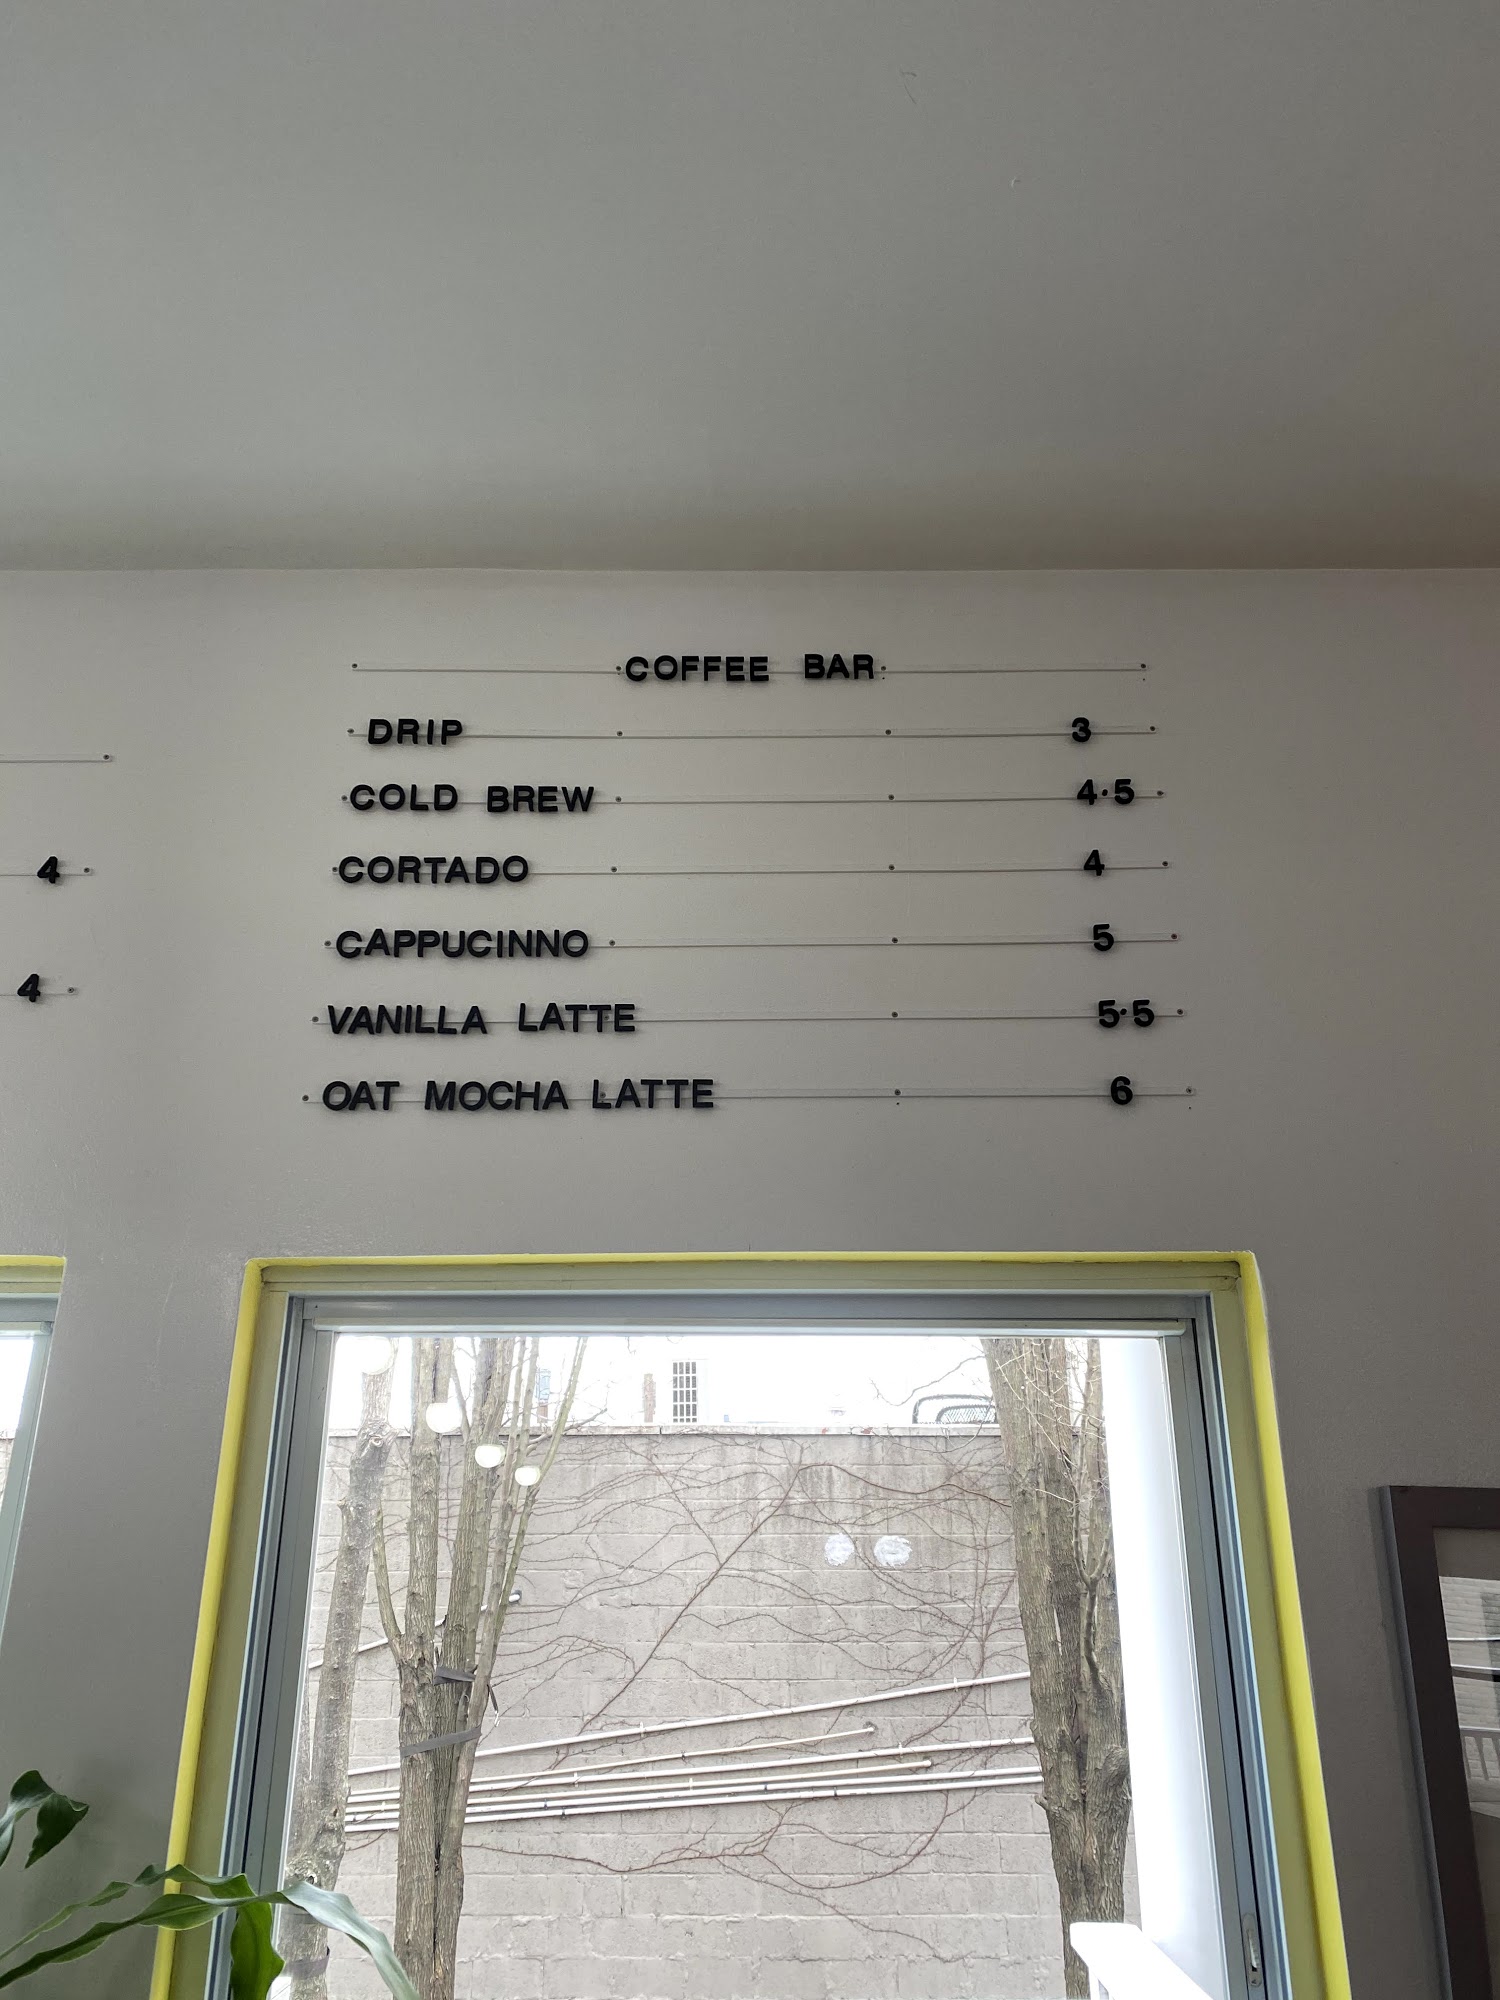 COFFEE BAR
DRIP 3
COLD BREW 4.5
CORTADO 4
CAPPUCINNO 5
VANILLA LATTE 5.5
OAT MOCHA LATTE 6
4
4